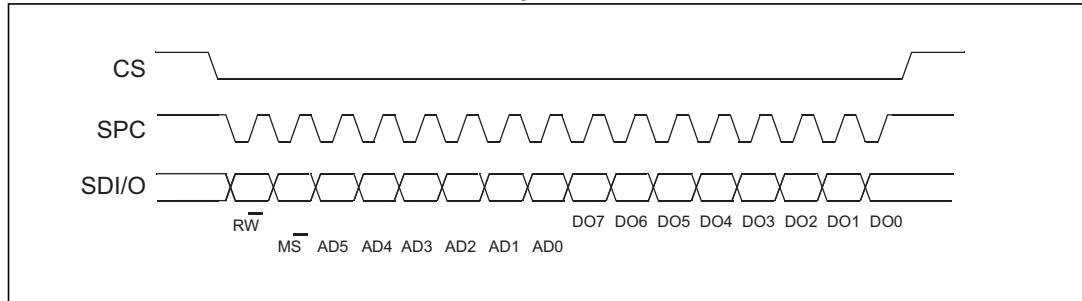 CS
SPC
SDI/O
RW DO7 DO6 DO5 DO4 DO3 DO2 DO1 DO0
MS AD5 AD4 AD3 AD2 AD1 AD0